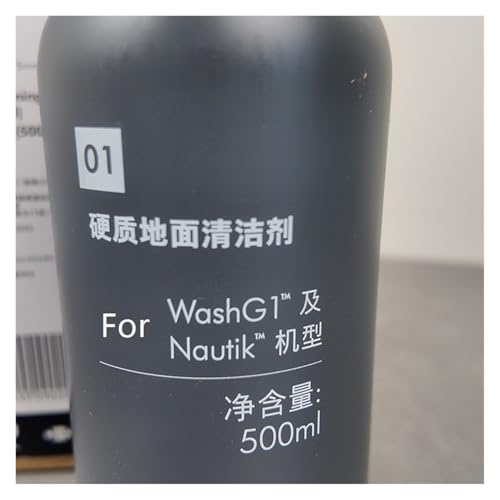 01
硬质地面清洁剂
For WashG1™ 及
Nautik™ 机型
净含量:
500ml